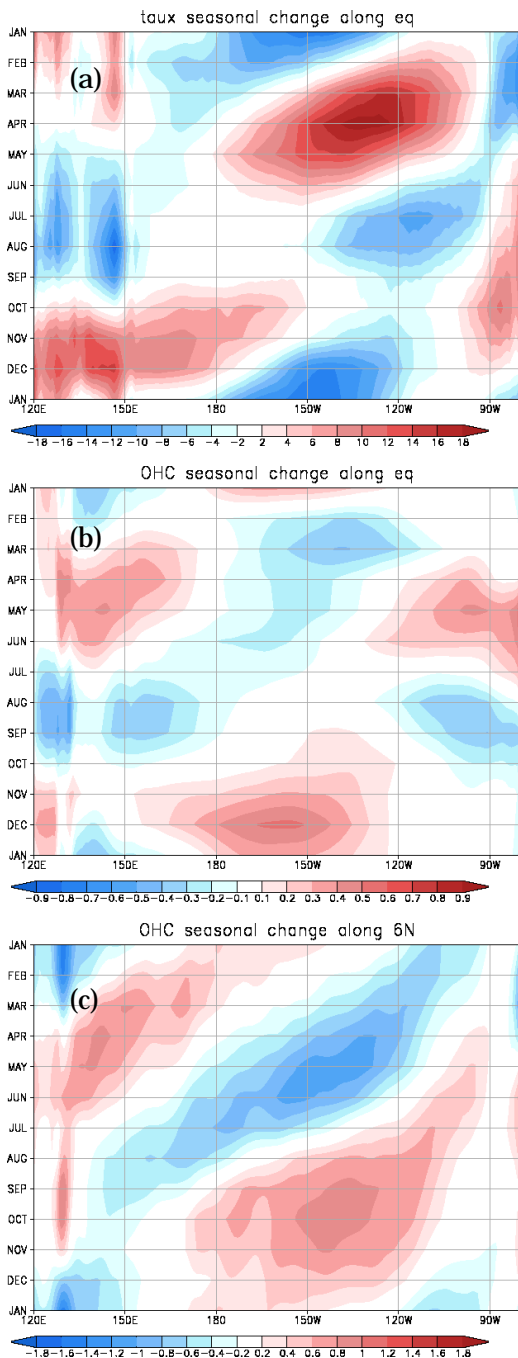 taux seasonal change along eq
(a)
JAN
FEB
MAR
APR
MAY
JUN
JUL
AUG
SEP
OCT
NOV
DEC
JAN
120E 150E 180 150W 120W 90W
-18 -16 -14 -12 -10 -8 -6 -4 -2 2 4 6 8 10 12 14 16 18
OHC seasonal change along eq
(b)
JAN
FEB
MAR
APR
MAY
JUN
JUL
AUG
SEP
OCT
NOV
DEC
JAN
120E 150E 180 150W 120W 90W
-0.9 -0.8 -0.7 -0.6 -0.5 -0.4 -0.3 -0.2 -0.1 0.1 0.2 0.3 0.4 0.5 0.6 0.7 0.8 0.9
OHC seasonal change along 6N
(c)
JAN
FEB
MAR
APR
MAY
JUN
JUL
AUG
SEP
OCT
NOV
DEC
JAN
120E 150E 180 150W 120W 90W
-1.8 -1.6 -1.4 -1.2 -1 -0.8 -0.6 -0.4 -0.2 0.2 0.4 0.6 0.8 1 1.2 1.4 1.6 1.8